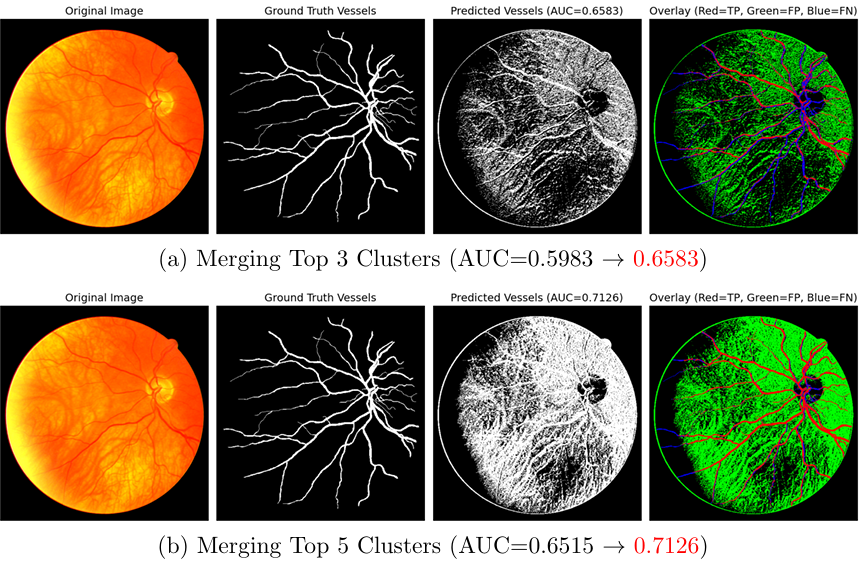 Original Image
Ground Truth Vessels
Predicted Vessels (AUC=0.6583)
Overlay (Red=TP, Green=FP, Blue=FN)
(a) Merging Top 3 Clusters (AUC=0.5983 → 0.6583)
Original Image
Ground Truth Vessels
Predicted Vessels (AUC=0.7126)
Overlay (Red=TP, Green=FP, Blue=FN)
(b) Merging Top 5 Clusters (AUC=0.6515 → 0.7126)